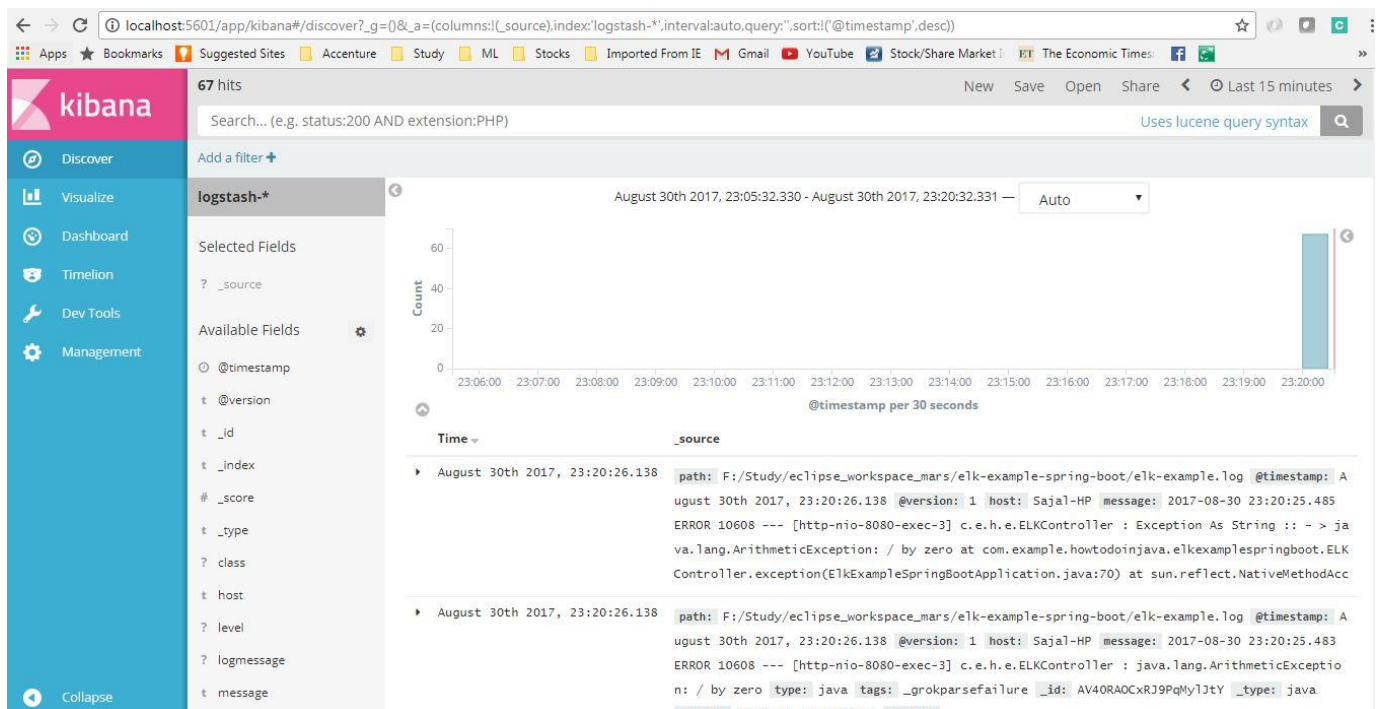 localhost:5601/app/kibana#/discover?_g=()&_a=(columns:!(_source),index:'logstash-*',interval:auto,query:'',sort:!('@timestamp',desc))
Apps Bookmarks Suggested Sites Accenture Study ML Stocks Imported From IE Gmail YouTube Stock/Share Market I ET The Economic Times: »
kibana
67 hits
New Save Open Share Last 15 minutes
Search... (e.g. status:200 AND extension:PHP)
Uses lucene query syntax
Add a filter +
Discover
Visualize
Dashboard
Timelion
Dev Tools
Management
Collapse
logstash-*
Selected Fields
? _source
Available Fields
@timestamp
t @version
t _id
t _index
# _score
t _type
? class
t host
? level
? logmessage
t message
August 30th 2017, 23:05:32.330 - August 30th 2017, 23:20:32.331 —
Auto
Count
60
40
20
0
23:06:00 23:07:00 23:08:00 23:09:00 23:10:00 23:11:00 23:12:00 23:13:00 23:14:00 23:15:00 23:16:00 23:17:00 23:18:00 23:19:00 23:20:00
@timestamp per 30 seconds
Time _source
August 30th 2017, 23:20:26.138
path: F:/Study/eclipse_workspace_mars/elk-example-spring-boot/elk-example.log @timestamp: A
ugust 30th 2017, 23:20:26.138 @version: 1 host: Sajal-HP message: 2017-08-30 23:20:25.485
ERROR 10608 --- [http-nio-8080-exec-3] c.e.h.e.ELKController : Exception As String :: - > ja
va.lang.ArithmeticException: / by zero at com.example.howtodoinjava.elkexamplespringboot.ELK
Controller.exception(ElkExampleSpringBootApplication.java:70) at sun.reflect.NativeMethodAcc
August 30th 2017, 23:20:26.138
path: F:/Study/eclipse_workspace_mars/elk-example-spring-boot/elk-example.log @timestamp: A
ugust 30th 2017, 23:20:26.138 @version: 1 host: Sajal-HP message: 2017-08-30 23:20:25.483
ERROR 10608 --- [http-nio-8080-exec-3] c.e.h.e.ELKController : java.lang.ArithmeticExceptio
n: / by zero type: java tags: _grokparsefailure _id: AV40RAOCxRJ9PqMylJtY _type: java